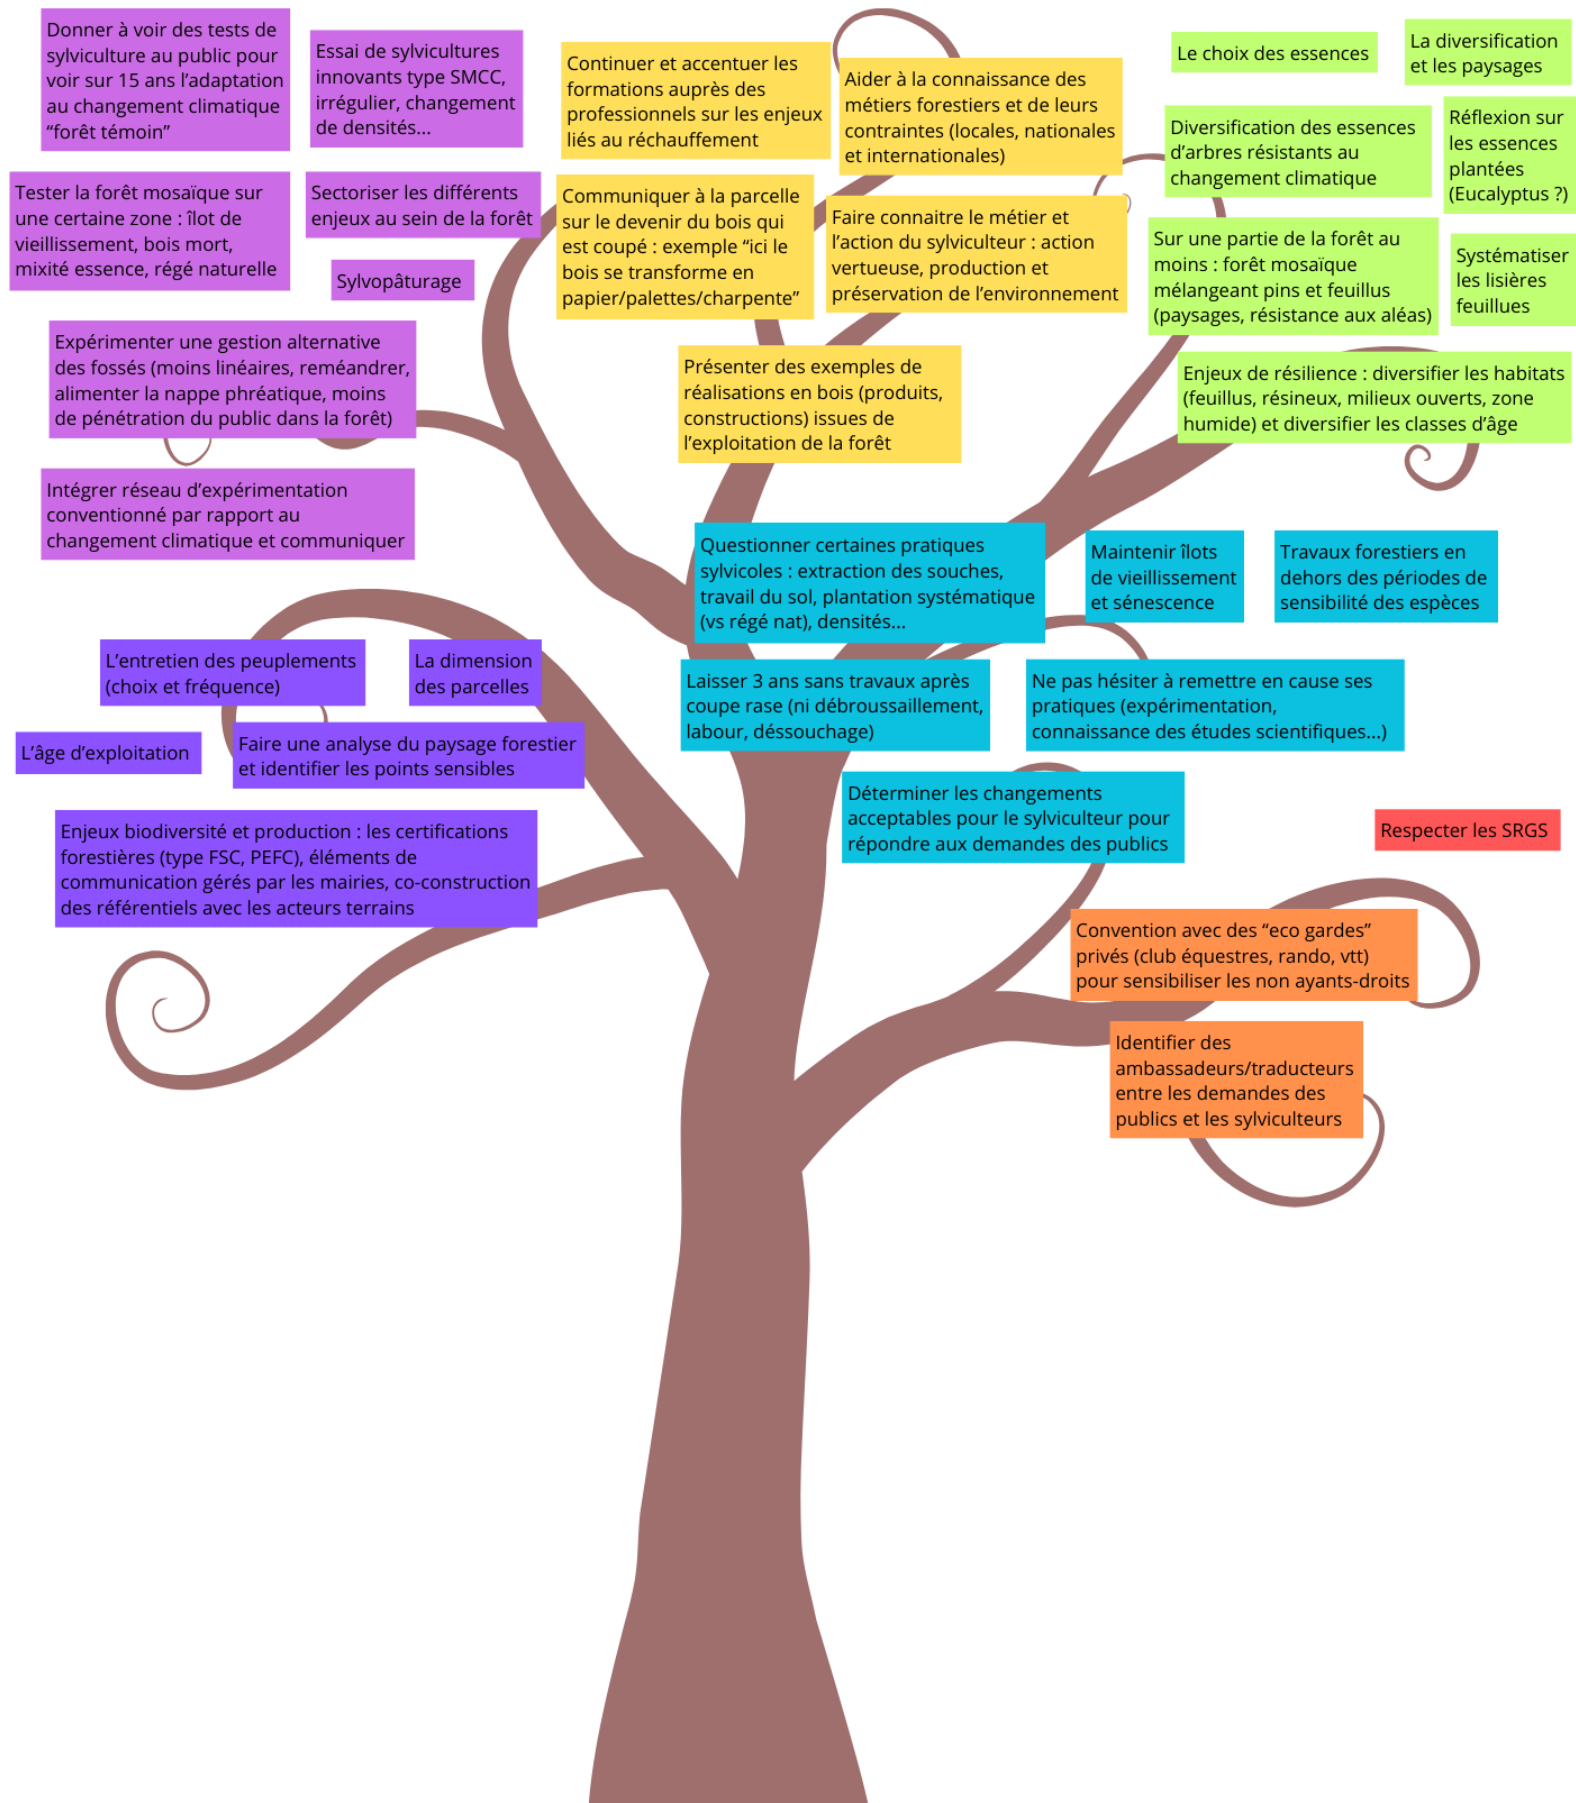 Donner à voir des tests de
sylviculture au public pour
voir sur 15 ans l’adaptation
au changement climatique
“forêt témoin”
Essai de sylvicultures
innovants type SMCC,
irrégulier, changement
de densités...
Tester la forêt mosaïque sur
une certaine zone : îlot de
vieillissement, bois mort,
mixité essence, régé naturelle
Sectoriser les différents
enjeux au sein de la forêt
Sylvopâturage
Expérimenter une gestion alternative
des fossés (moins linéaires, reméandrer,
alimenter la nappe phréatique, moins
de pénétration du public dans la forêt)
Intégrer réseau d’expérimentation
conventionné par rapport au
changement climatique et communiquer
Continuer et accentuer les
formations auprès des
professionnels sur les enjeux
liés au réchauffement
Aider à la connaissance des
métiers forestiers et de leurs
contraintes (locales, nationales
et internationales)
Communiquer à la parcelle
sur le devenir du bois qui
est coupé : exemple “ici le
bois se transforme en
papier/palettes/charpente”
Faire connaitre le métier et
l’action du sylviculteur : action
vertueuse, production et
préservation de l’environnement
Présenter des exemples de
réalisations en bois (produits,
constructions) issues de
l’exploitation de la forêt
Le choix des essences
La diversification
et les paysages
Diversification des essences
d’arbres résistants au
changement climatique
Réflexion sur
les essences
plantées
(Eucalyptus ?)
Sur une partie de la forêt au
moins : forêt mosaïque
mélangeant pins et feuillus
(paysages, résistance aux aléas)
Systématiser
les lisières
feuillues
Enjeux de résilience : diversifier les habitats
(feuillus, résineux, milieux ouverts, zone
humide) et diversifier les classes d’âge
Questionner certaines pratiques
sylvicoles : extraction des souches,
travail du sol, plantation systématique
(vs régé nat), densités...
Maintenir îlots
de vieillissement
et sénescence
Travaux forestiers en
dehors des périodes de
sensibilité des espèces
Laisser 3 ans sans travaux après
coupe rase (ni débroussaillement,
labour, déssouchage)
Ne pas hésiter à remettre en cause ses
pratiques (expérimentation,
connaissance des études scientifiques...)
Déterminer les changements
acceptables pour le sylviculteur pour
répondre aux demandes des publics
L’entretien des peuplements
(choix et fréquence)
La dimension
des parcelles
L’âge d’exploitation
Faire une analyse du paysage forestier
et identifier les points sensibles
Enjeux biodiversité et production : les certifications
forestières (type FSC, PEFC), éléments de
communication gérés par les mairies, co-construction
des référentiels avec les acteurs terrains
Respecter les SRGS
Convention avec des “eco gardes”
privés (club équestres, rando, vtt)
pour sensibiliser les non ayants-droits
Identifier des
ambassadeurs/traducteurs
entre les demandes des
publics et les sylviculteurs